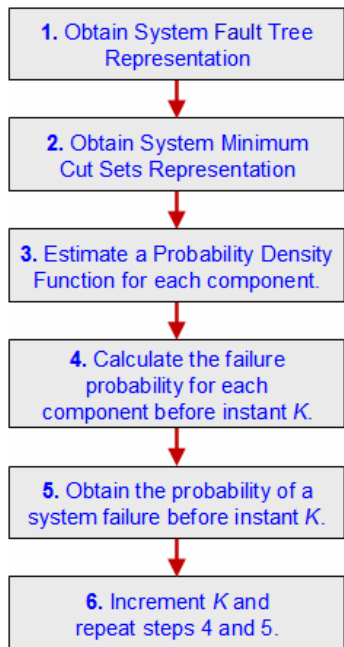 1. Obtain System Fault Tree
Representation
2. Obtain System Minimum
Cut Sets Representation
3. Estimate a Probability Density
Function for each component.
4. Calculate the failure
probability for each
component before instant K.
5. Obtain the probability of a
system failure before instant K.
6. Increment K and
repeat steps 4 and 5.